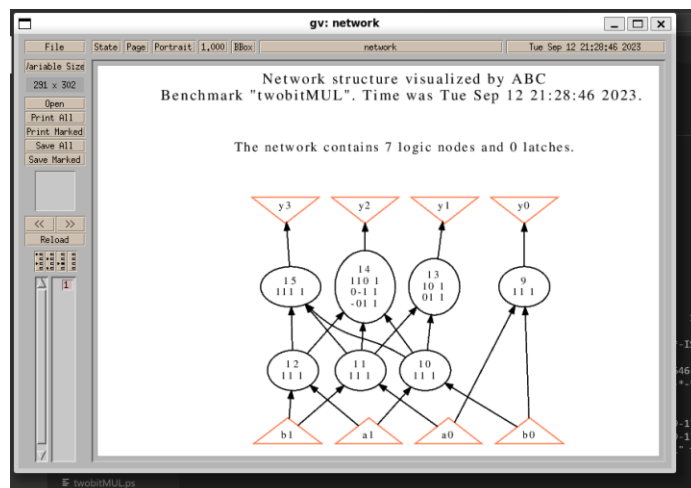 gv: network
File State Page Portrait 1,000 BBox network Tue Sep 12 21:28:46 2023
Variable Size
291 x 302
Open
Print All
Print Marked
Save All
Save Marked
<< >>
Reload
1
Network structure visualized by ABC
Benchmark "twobitMUL". Time was Tue Sep 12 21:28:46 2023.
The network contains 7 logic nodes and 0 latches.
y3 y2 y1 y0
15
111 1
14
110 1
0-1 1
-01 1
13
10 1
01 1
9
11 1
12
11 1
11
11 1
10
11 1
b1 a1 a0 b0
twobitMUL.ps